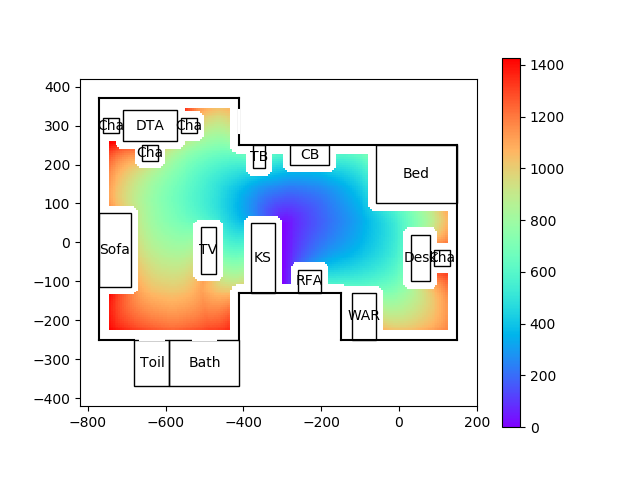 400
300
200
100
0
−100
−200
−300
−400
−800
−600
−400
−200
0
200
1400
1200
1000
800
600
400
200
0
Cha
DTA
Cha
Cha
TB
CB
Bed
Sofa
TV
KS
RFA
Desk
Cha
WAR
Toil
Bath